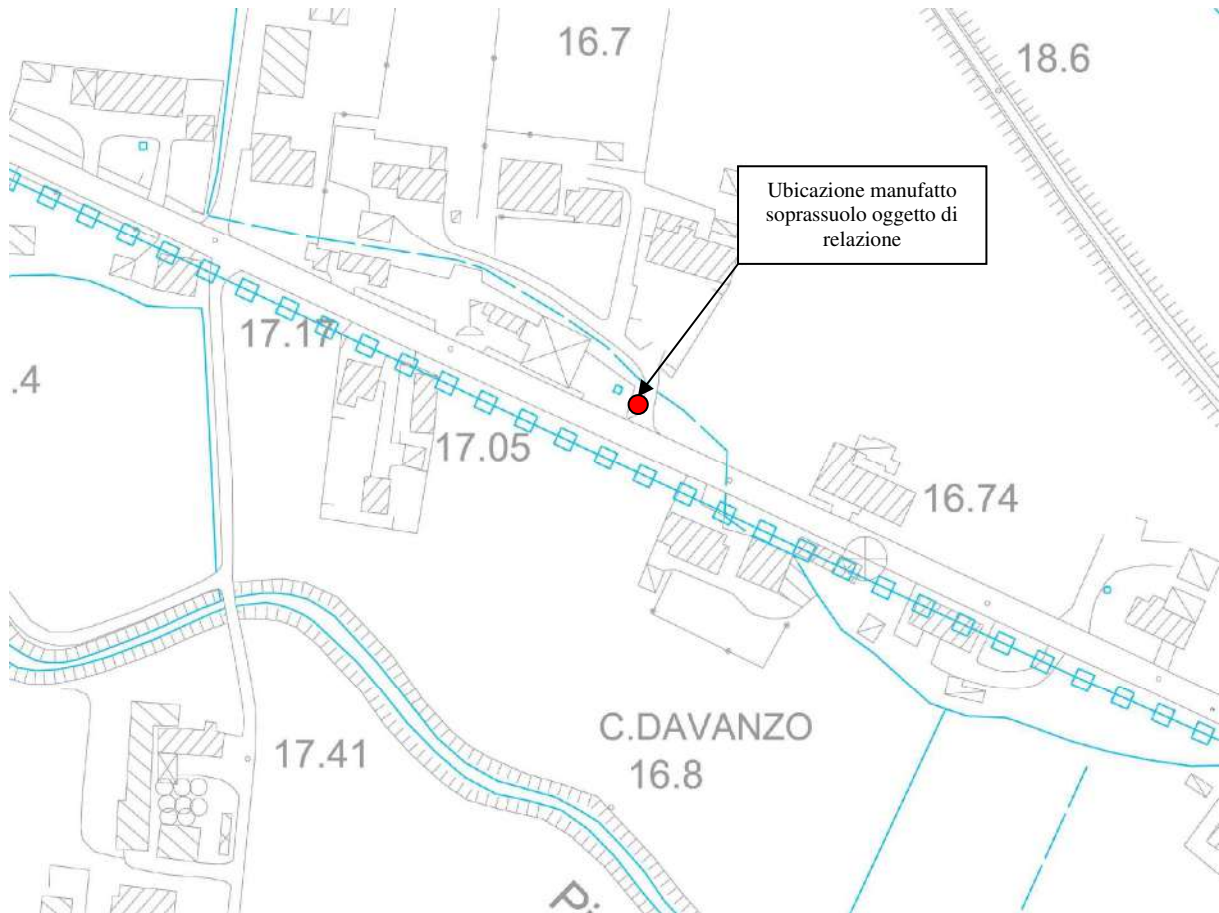 16.7
18.6
Ubicazione manufatto
soprassuolo oggetto di
relazione
17.17
.4
17.05
16.74
C.DAVANZO
16.8
17.41
Pi